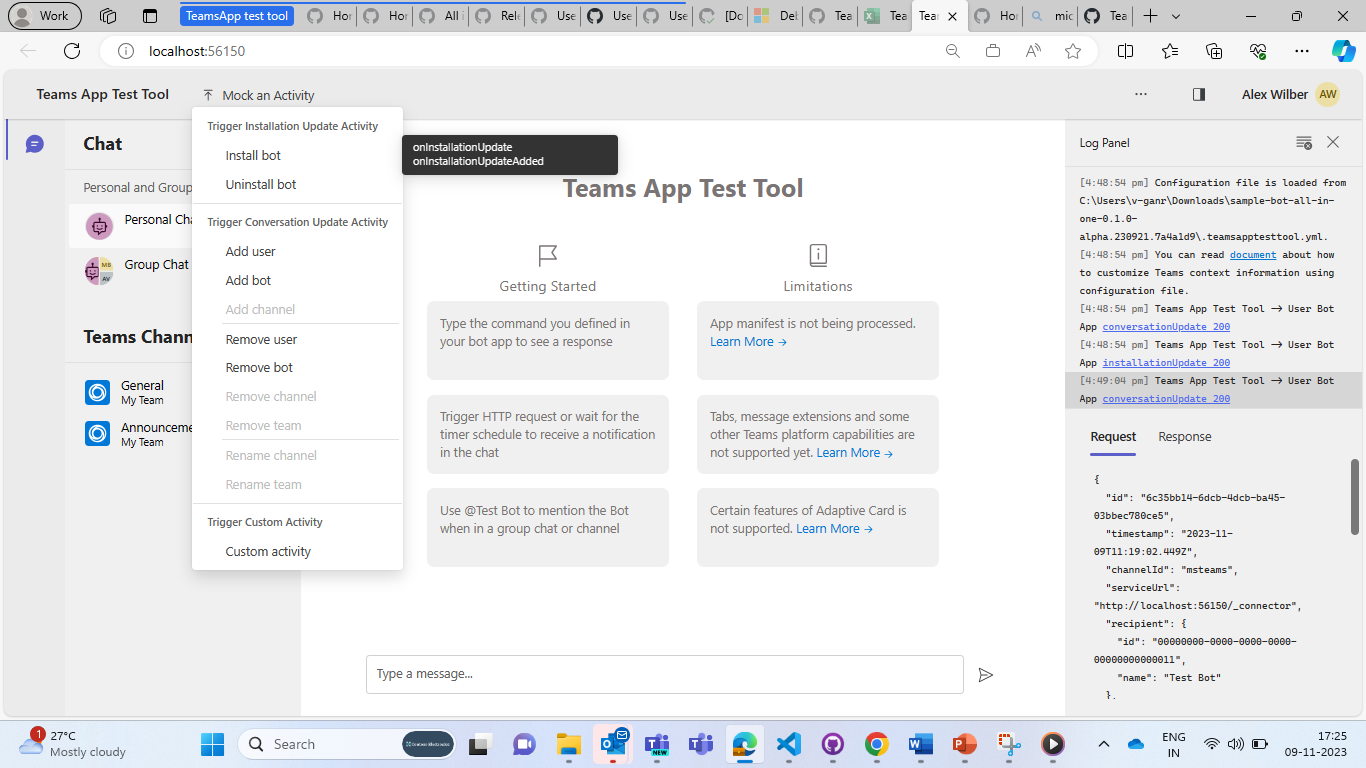 Work
TeamsApp test tool
Hor
Hor
All i
Rele
Use
Use
Use
[Do
Deb
Tea
Tea
Tean
Hor
mic
Tea
localhost:56150
Teams App Test Tool
Mock an Activity
Alex Wilber
AW
Trigger Installation Update Activity
Install bot
Uninstall bot
Trigger Conversation Update Activity
Add user
Add bot
Add channel
Remove user
Remove bot
Remove channel
Remove team
Rename channel
Rename team
Trigger Custom Activity
Custom activity
onInstallationUpdate
onInstallationUpdateAdded
Chat
Personal and Group
Personal Cha
Group Chat
MB
AV
Teams Chann
General
My Team
Announceme
My Team
Teams App Test Tool
Getting Started
Type the command you defined in
your bot app to see a response
Trigger HTTP request or wait for the
timer schedule to receive a notification
in the chat
Use @Test Bot to mention the Bot
when in a group chat or channel
Limitations
App manifest is not being processed.
Learn More →
Tabs, message extensions and some
other Teams platform capabilities are
not supported yet. Learn More →
Certain features of Adaptive Card is
not supported. Learn More →
Type a message...
Log Panel
[4:48:54 pm] Configuration file is loaded from
C:\Users\v-ganr\Downloads\sample-bot-all-in-
one-0.1.0-
alpha.230921.7a4a1d9\.teamsapptesttool.yml.
[4:48:54 pm] You can read document about how
to customize Teams context information using
configuration file.
[4:48:54 pm] Teams App Test Tool → User Bot
App conversationUpdate 200
[4:48:54 pm] Teams App Test Tool → User Bot
App installationUpdate 200
[4:49:04 pm] Teams App Test Tool → User Bot
App conversationUpdate 200
Request
Response
{
"id": "6c35bb14-6dcb-4dcb-ba45-
03bbec780ce5",
"timestamp": "2023-11-
09T11:19:02.449Z",
"channelId": "msteams",
"serviceUrl":
"http://localhost:56150/_connector",
"recipient": {
"id": "00000000-0000-0000-0000-
00000000000011",
"name": "Test Bot"
},
1
27°C
Mostly cloudy
Search
NEW
ENG
IN
17:25
09-11-2023